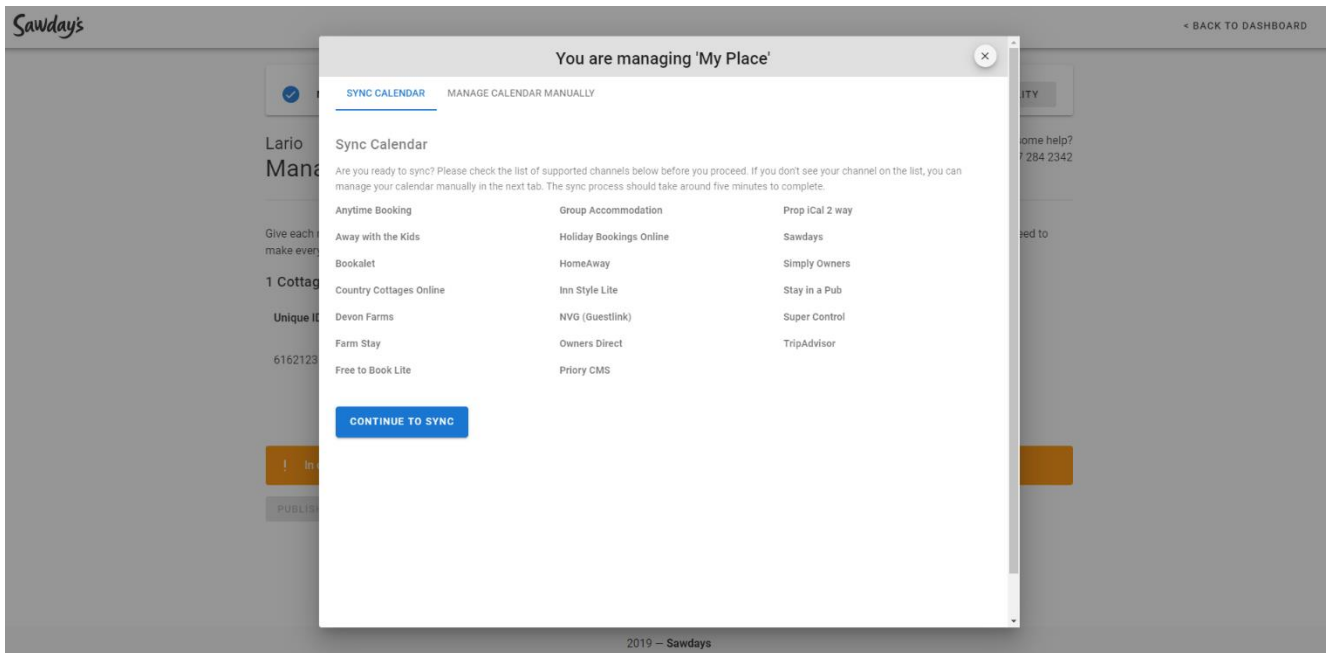 Sawday's
< BACK TO DASHBOARD
You are managing 'My Place'
SYNC CALENDAR MANAGE CALENDAR MANUALLY
ITY
Lario
ome help?
284 2342
Sync Calendar
Are you ready to sync? Please check the list of supported channels below before you proceed. If you don't see your channel on the list, you can
manage your calendar manually in the next tab. The sync process should take around five minutes to complete.
Anytime Booking Group Accommodation Prop iCal 2 way
Give each
eed to
Away with the Kids Holiday Bookings Online Sawdays
make every
Bookalet HomeAway Simply Owners
1 Cottag
Country Cottages Online Inn Style Lite Stay in a Pub
Unique ID
Devon Farms NVG (Guestlink) Super Control
6162123
Farm Stay Owners Direct TripAdvisor
Free to Book Lite Priory CMS
CONTINUE TO SYNC
! In
PUBLISH
2019 – Sawdays